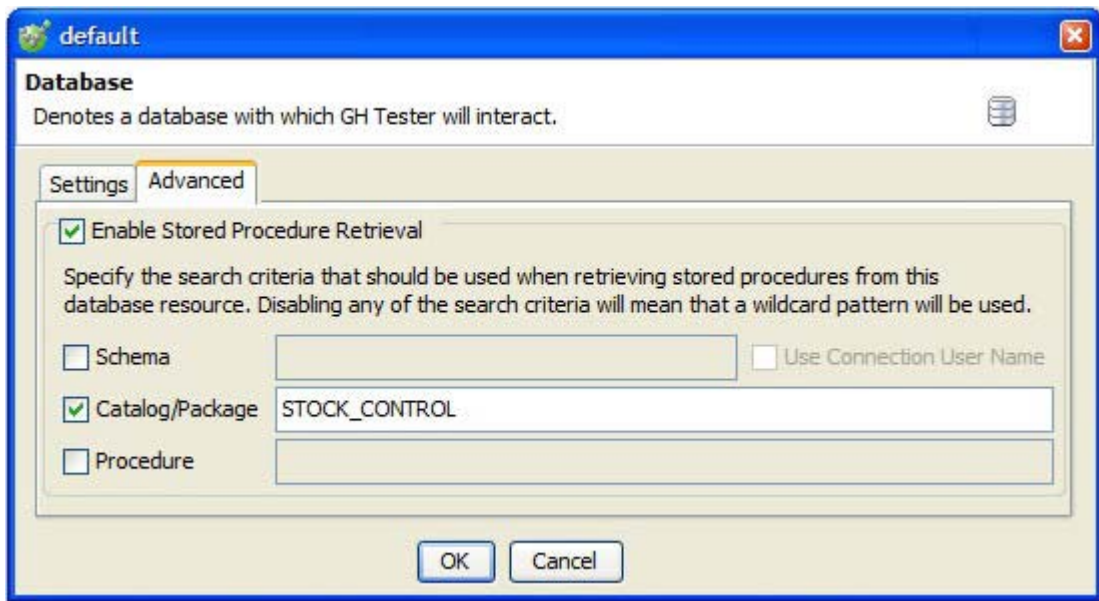 default
Database
Denotes a database with which GH Tester will interact.
Settings Advanced
Enable Stored Procedure Retrieval
Specify the search criteria that should be used when retrieving stored procedures from this
database resource. Disabling any of the search criteria will mean that a wildcard pattern will be used.
Schema Use Connection User Name
Catalog/Package STOCK_CONTROL
Procedure
OK Cancel